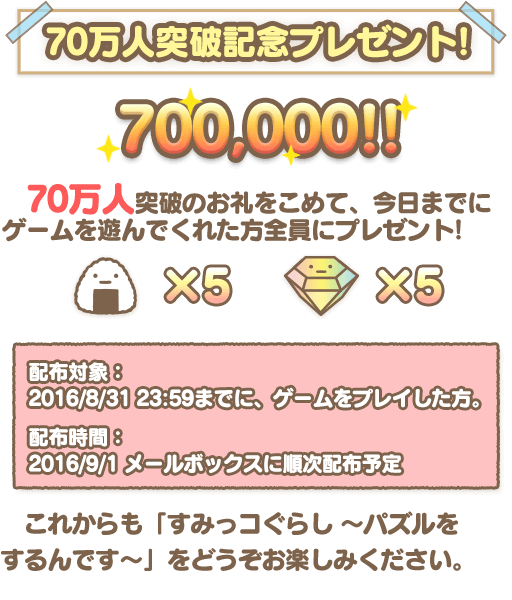 70万人突破記念プレゼント!
700,000!!
70万人突破のお礼をこめて、今日までに
ゲームを遊んでくれた方全員にプレゼント!
×5 ×5
配布対象：
2016/8/31 23:59までに、ゲームをプレイした方。
配布時間：
2016/9/1 メールボックスに順次配布予定
これからも「すみっコぐらし ～パズルを
するんです～」をどうぞお楽しみください。